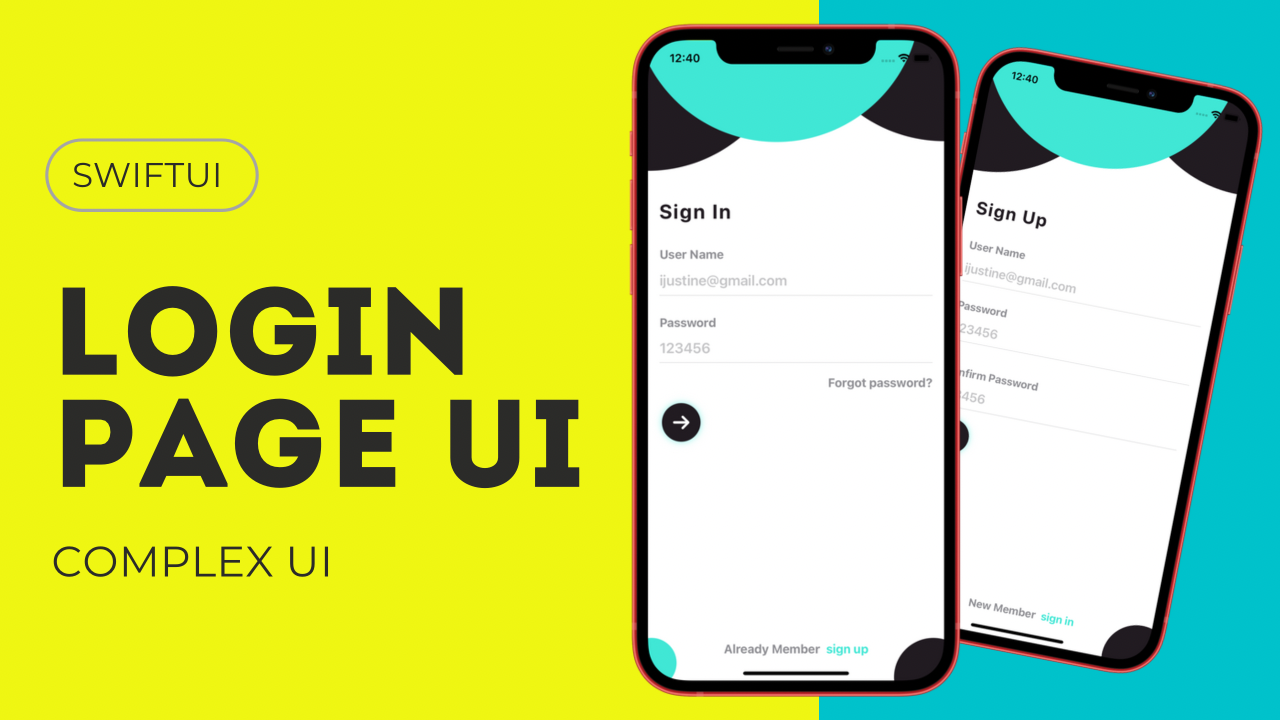 SWIFTUI
LOGIN
PAGE UI
COMPLEX UI
12:40
Sign In
User Name
ijustine@gmail.com
Password
123456
Forgot password?
Already Member sign up
12:40
Sign Up
User Name
ijustine@gmail.com
Password
23456
nfirm Password
456
New Member sign in